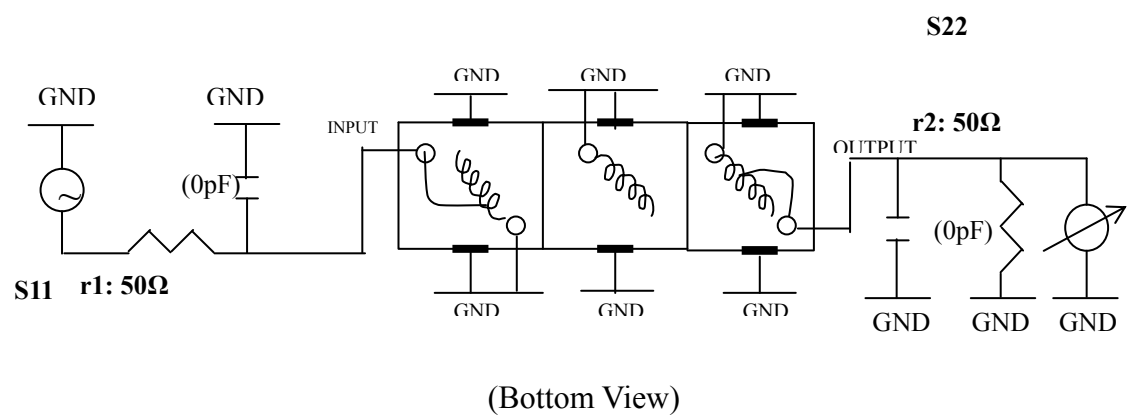 S22
GND
GND
GND
GND
GND
INPUT
r2: 50Ω
OUTPUT
(0pF)
(0pF)
S11 r1: 50Ω
GND
GND
GND
GND
GND
GND
(Bottom View)